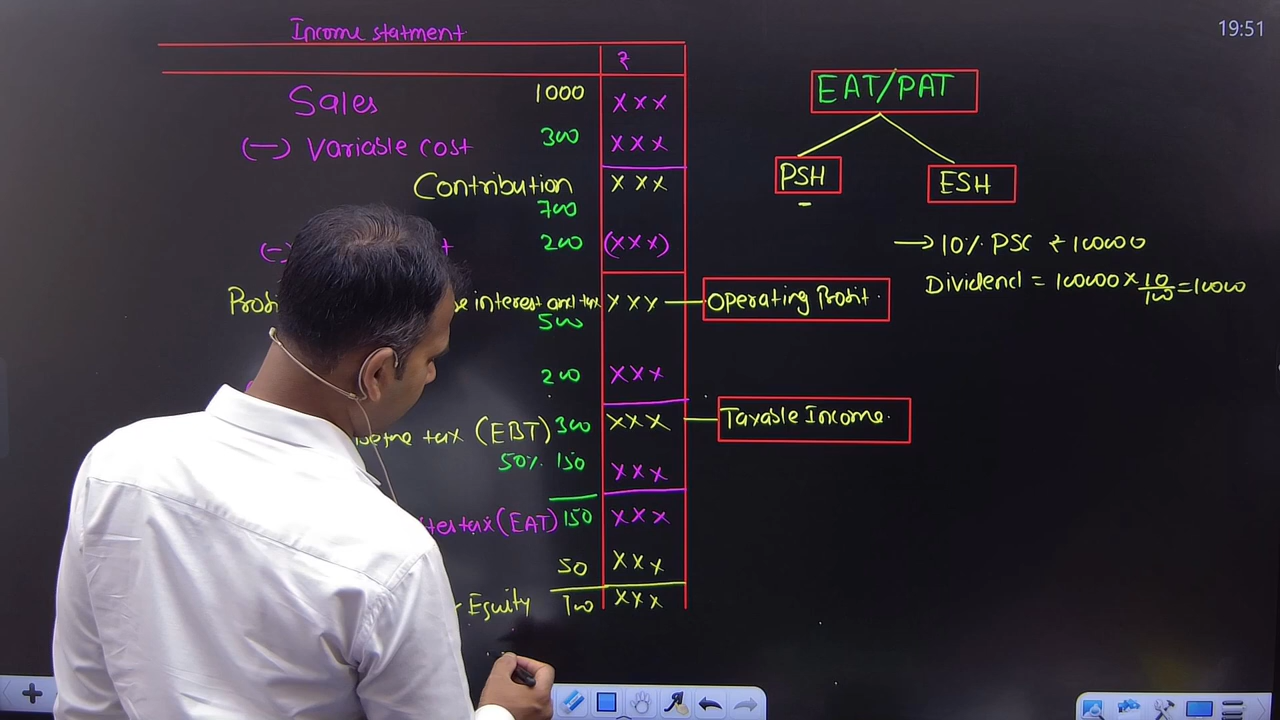 Income statment
19:51
₹
Sales 1000 XXX
(-) Variable cost 300 XXX
Contribution XXX
700
(-) 200 (XXX)
interest and tax XXX Operating Profit.
500
200 XXX
tax (EBT) 300 XXX Taxable Income.
50% 150 XXX
tax (EAT) 150 XXX
50 XXX
Equity 100 XXX
EAT/PAT
PSH ESH
→ 10% PSC ₹ 100000
Dividend = 100000 × 10/100 = 10000